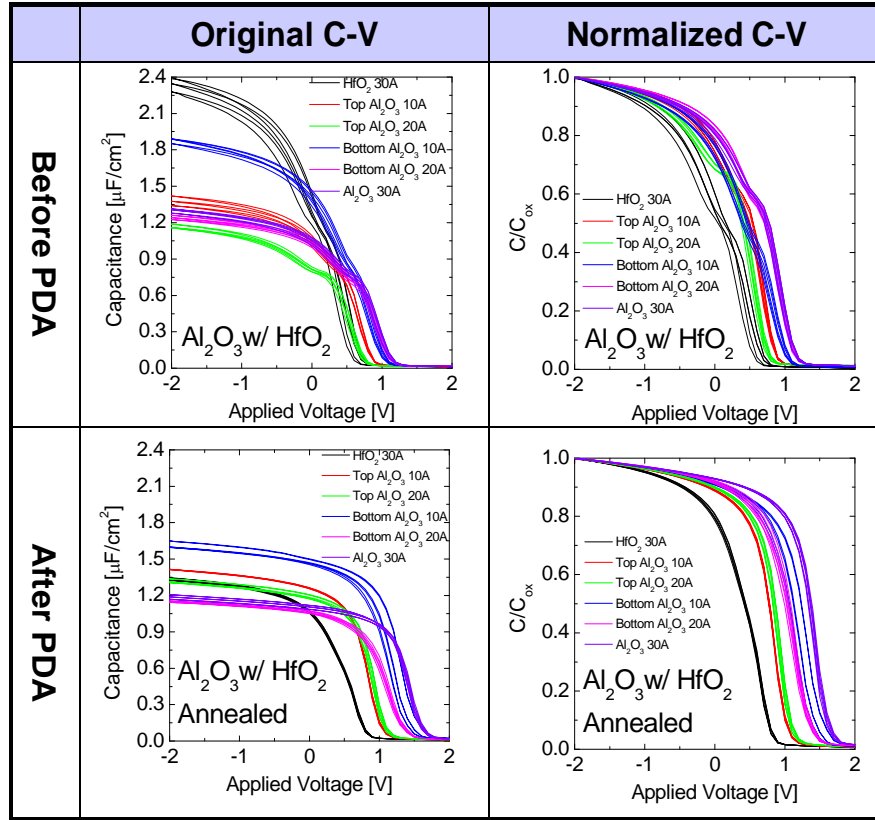 Original C-V
Normalized C-V
Before PDA
2.4
2.1
1.8
1.5
1.2
0.9
0.6
0.3
0.0
Capacitance [μF/cm²]
HfO₂ 30A
Top Al₂O₃ 10A
Top Al₂O₃ 20A
Bottom Al₂O₃ 10A
Bottom Al₂O₃ 20A
Al₂O₃ 30A
Al₂O₃w/ HfO₂
-2 -1 0 1 2
Applied Voltage [V]
1.0
0.8
0.6
0.4
0.2
0.0
C/Cox
HfO₂ 30A
Top Al₂O₃ 10A
Top Al₂O₃ 20A
Bottom Al₂O₃ 10A
Bottom Al₂O₃ 20A
Al₂O₃ 30A
Al₂O₃w/ HfO₂
-2 -1 0 1 2
Applied Voltage [V]
After PDA
2.4
2.1
1.8
1.5
1.2
0.9
0.6
0.3
0.0
Capacitance [μF/cm²]
HfO₂ 30A
Top Al₂O₃ 10A
Top Al₂O₃ 20A
Bottom Al₂O₃ 10A
Bottom Al₂O₃ 20A
Al₂O₃ 30A
Al₂O₃w/ HfO₂
Annealed
-2 -1 0 1 2
Applied Voltage [V]
1.0
0.8
0.6
0.4
0.2
0.0
C/Cox
HfO₂ 30A
Top Al₂O₃ 10A
Top Al₂O₃ 20A
Bottom Al₂O₃ 10A
Bottom Al₂O₃ 20A
Al₂O₃ 30A
Al₂O₃w/ HfO₂
Annealed
-2 -1 0 1 2
Applied Voltage [V]